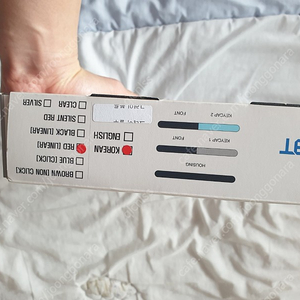 HOUSING
KEYCAP 1
FONT
KEYCAP 2
FONT
KOREAN
ENGLISH
BROWN (NON CLICK)
BLUE (CLICK)
RED (LINEAR)
BLACK (LINEAR)
SILENT RED
CLEAR
SILVER